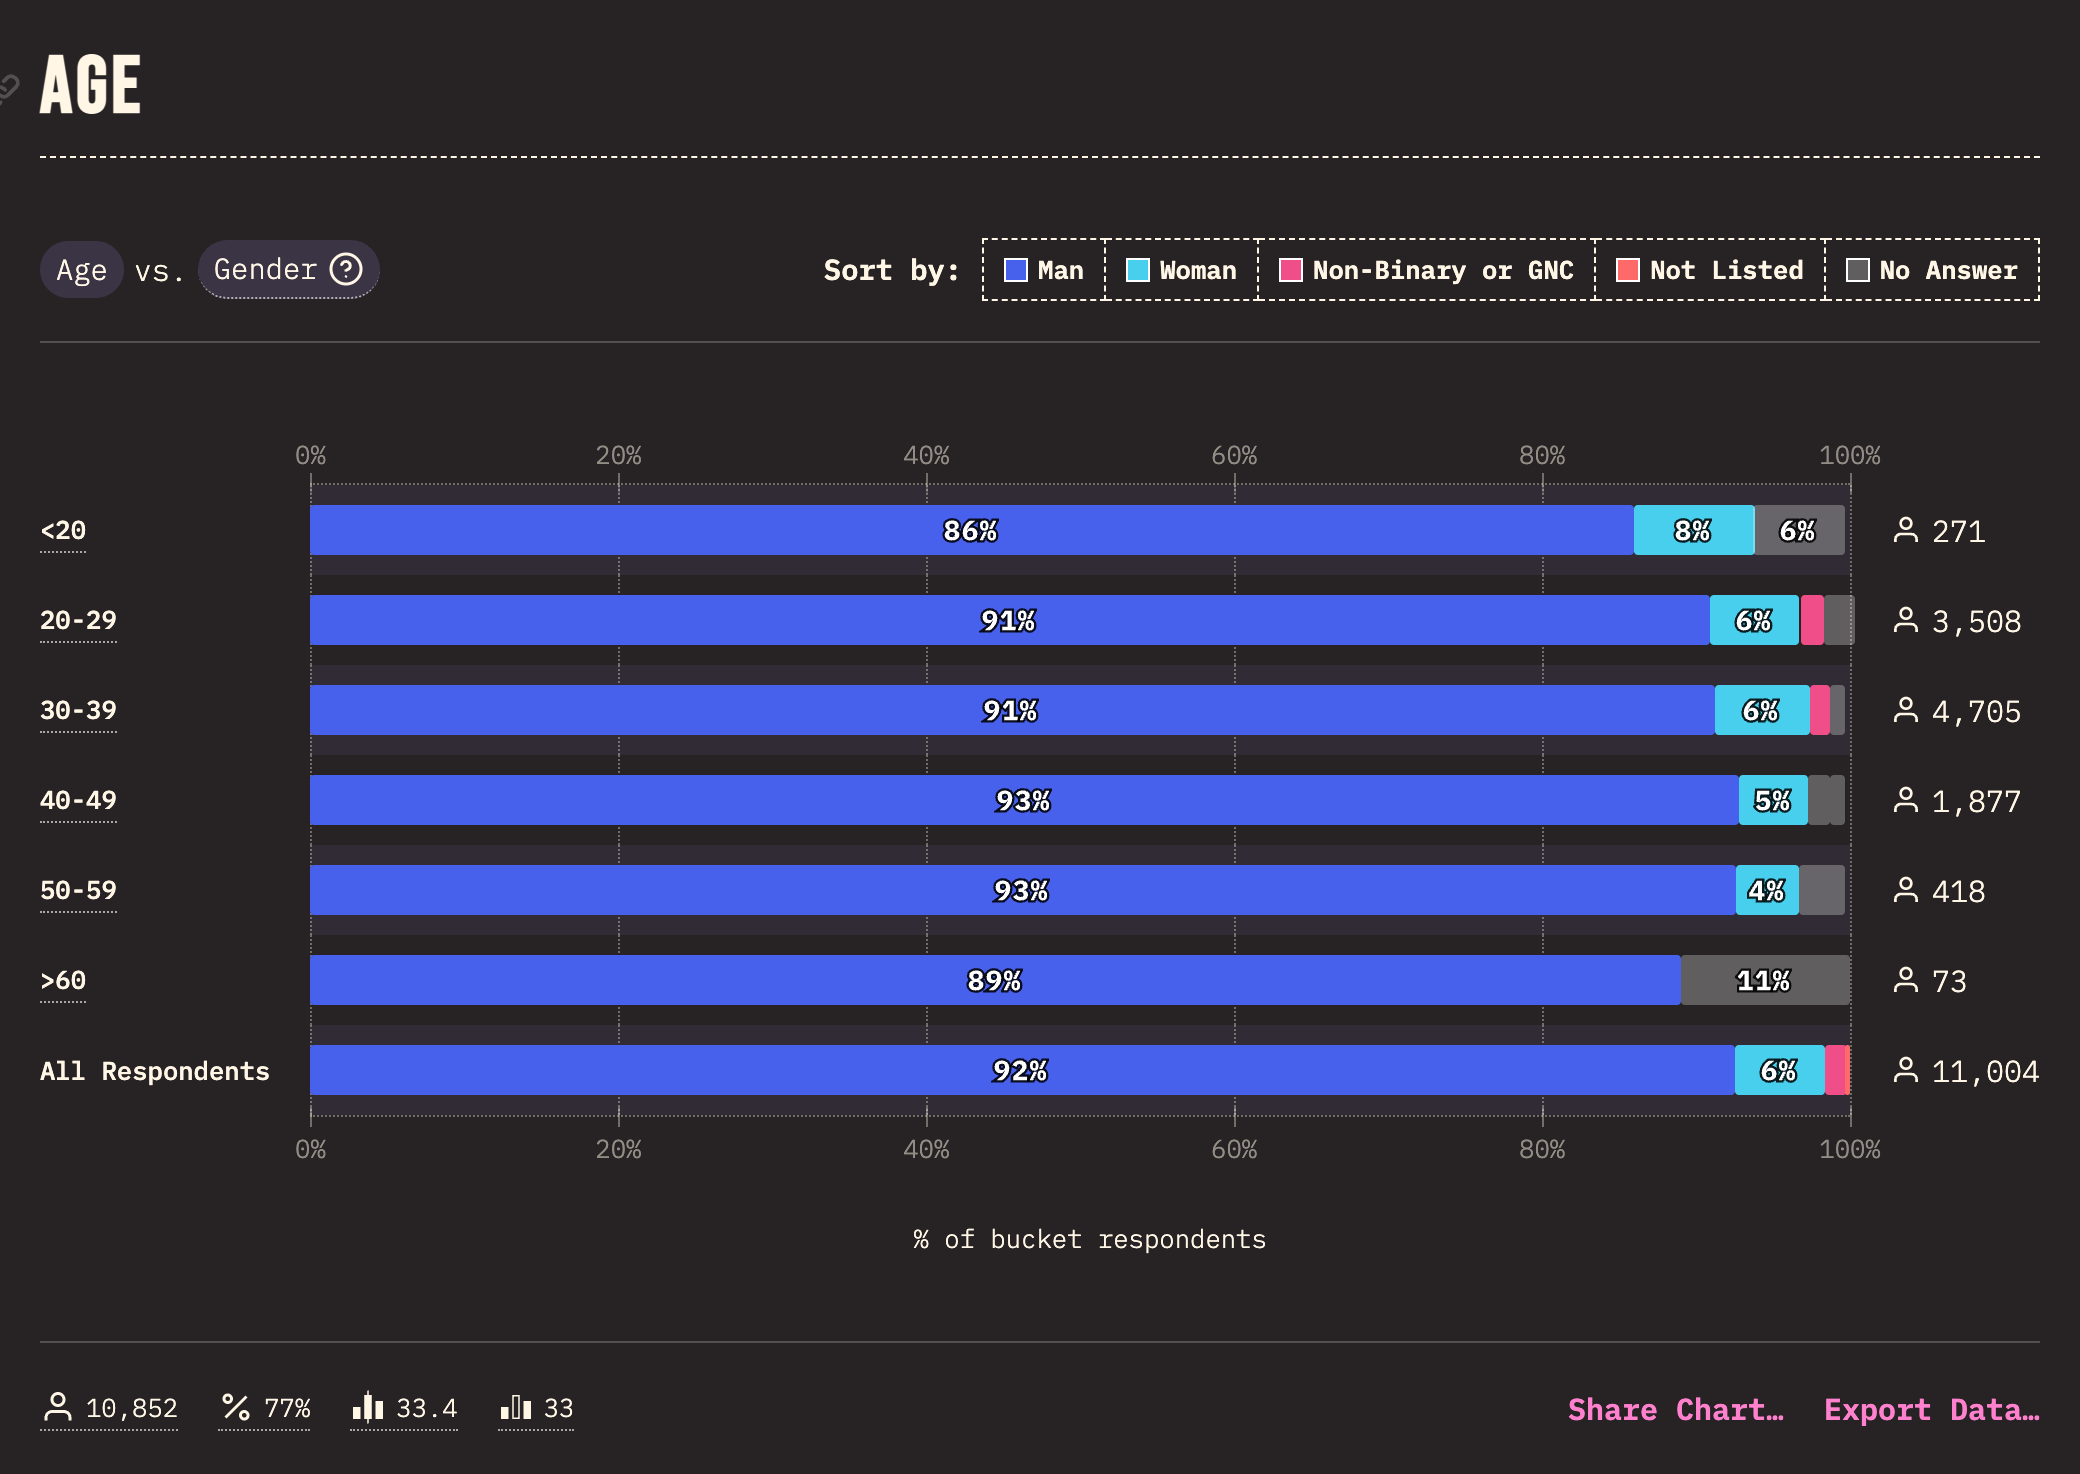 AGE
Age vs. Gender
Sort by: Man Woman Non-Binary or GNC Not Listed No Answer
0% 20% 40% 60% 80% 100%
<20 86% 8% 6% 271
20-29 91% 6% 3,508
30-39 91% 6% 4,705
40-49 93% 5% 1,877
50-59 93% 4% 418
>60 89% 11% 73
All Respondents 92% 6% 11,004
0% 20% 40% 60% 80% 100%
% of bucket respondents
10,852 77% 33.4 33 Share Chart… Export Data…